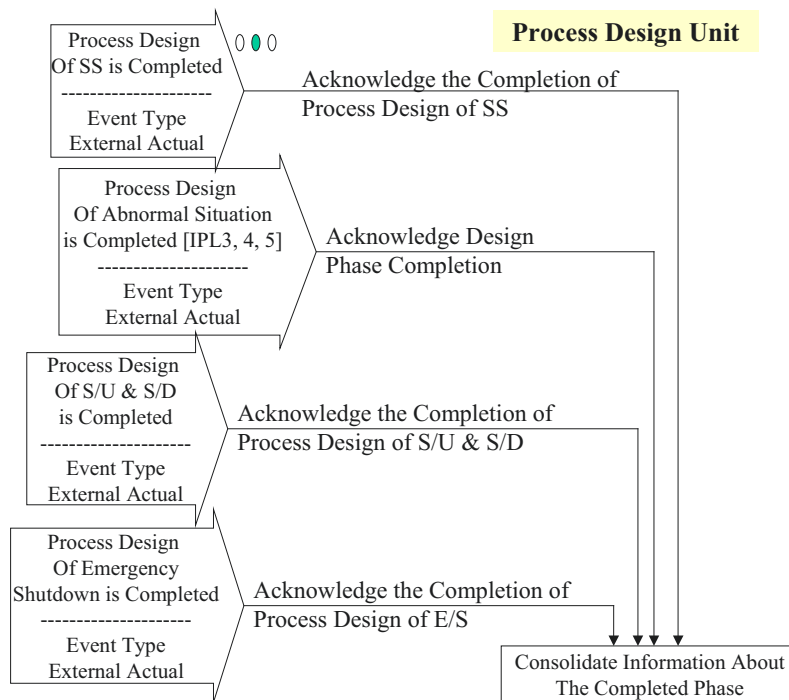 Process Design Unit
Process Design
Of SS is Completed
---------------------
Event Type
External Actual
Acknowledge the Completion of
Process Design of SS
Process Design
Of Abnormal Situation
is Completed [IPL3, 4, 5]
---------------------
Event Type
External Actual
Acknowledge Design
Phase Completion
Process Design
Of S/U & S/D
is Completed
---------------------
Event Type
External Actual
Acknowledge the Completion of
Process Design of S/U & S/D
Process Design
Of Emergency
Shutdown is Completed
---------------------
Event Type
External Actual
Acknowledge the Completion of
Process Design of E/S
Consolidate Information About
The Completed Phase